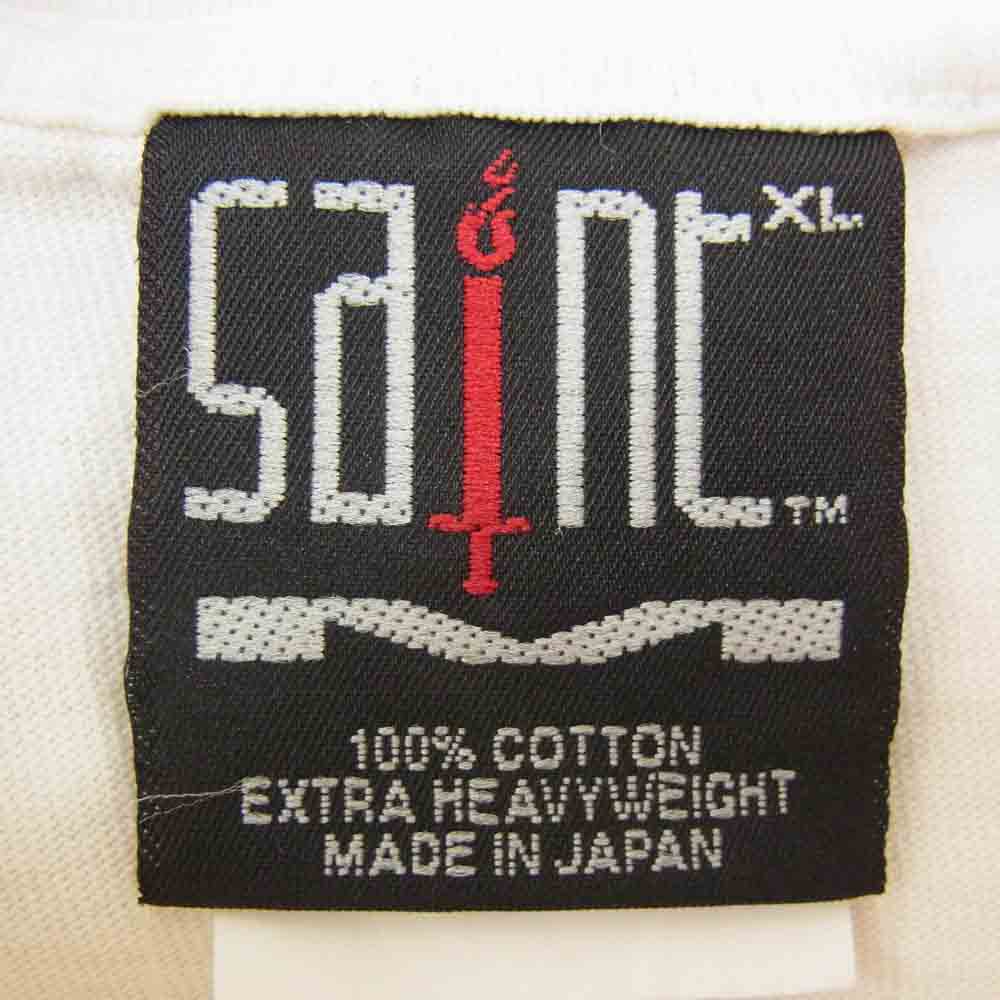 SaINt XL
TM
100% COTTON
EXTRA HEAVYWEIGHT
MADE IN JAPAN